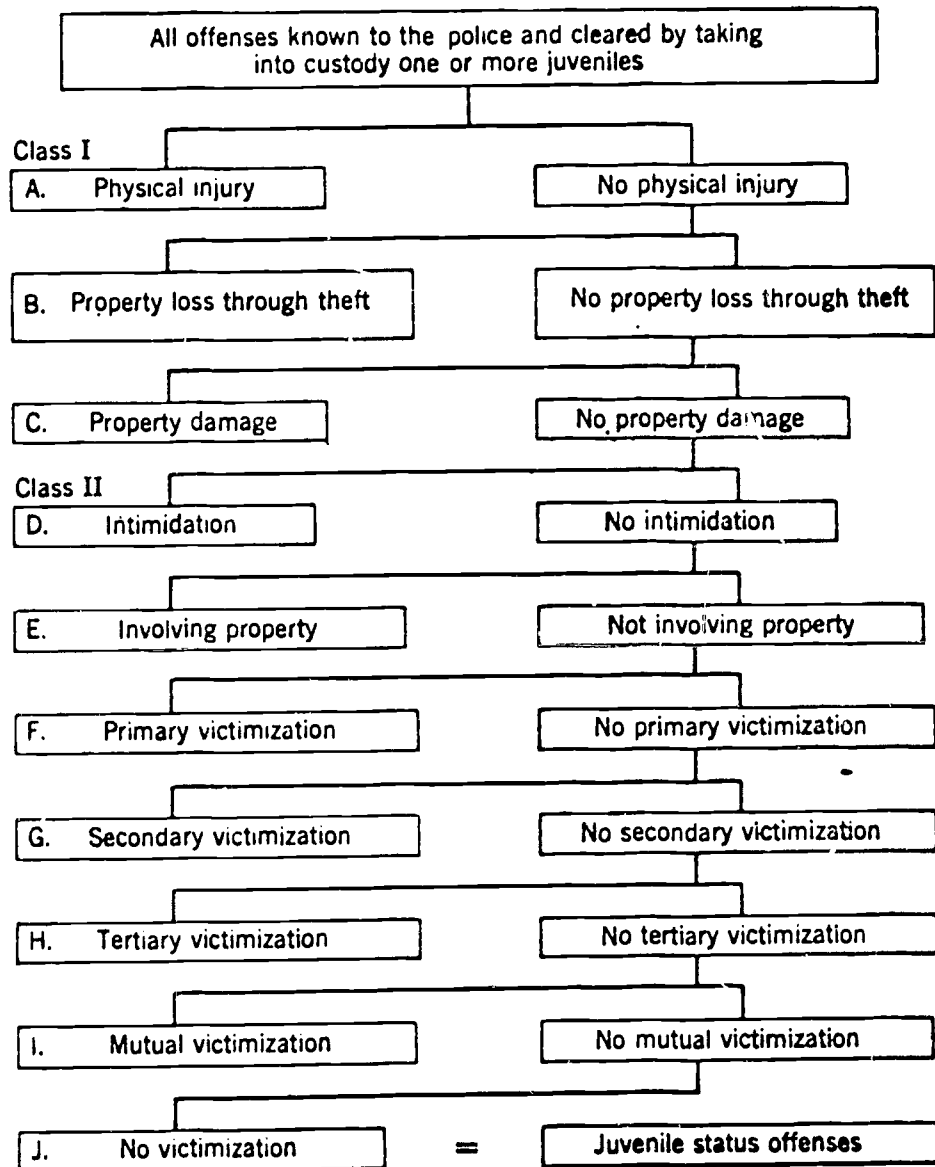 All offenses known to the police and cleared by taking
into custody one or more juveniles
Class I
A. Physical injury
No physical injury
B. Property loss through theft
No property loss through theft
C. Property damage
No property damage
Class II
D. Intimidation
No intimidation
E. Involving property
Not involving property
F. Primary victimization
No primary victimization
G. Secondary victimization
No secondary victimization
H. Tertiary victimization
No tertiary victimization
I. Mutual victimization
No mutual victimization
J. No victimization = Juvenile status offenses